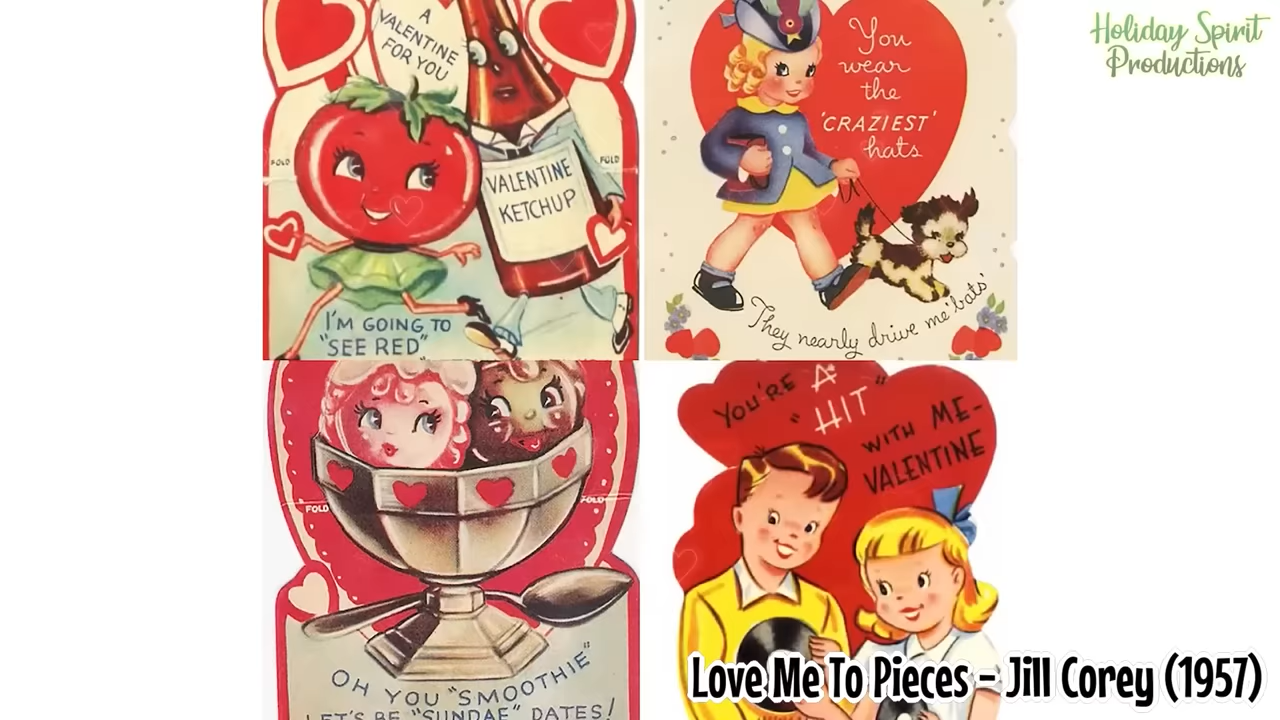 A
VALENTINE
FOR YOU
FOLD
FOLD
VALENTINE
KETCHUP
I'M GOING TO
"SEE RED"
You
wear
the
'CRAZIEST'
hats
They nearly drive me 'bats'
Holiday Spirit
Productions
FOLD
FOLD
OH YOU "SMOOTHIE"
LET'S BE "SUNDAE" DATES!
YOU'RE A
"HIT"
WITH ME-
VALENTINE
Love Me To Pieces - Jill Corey (1957)